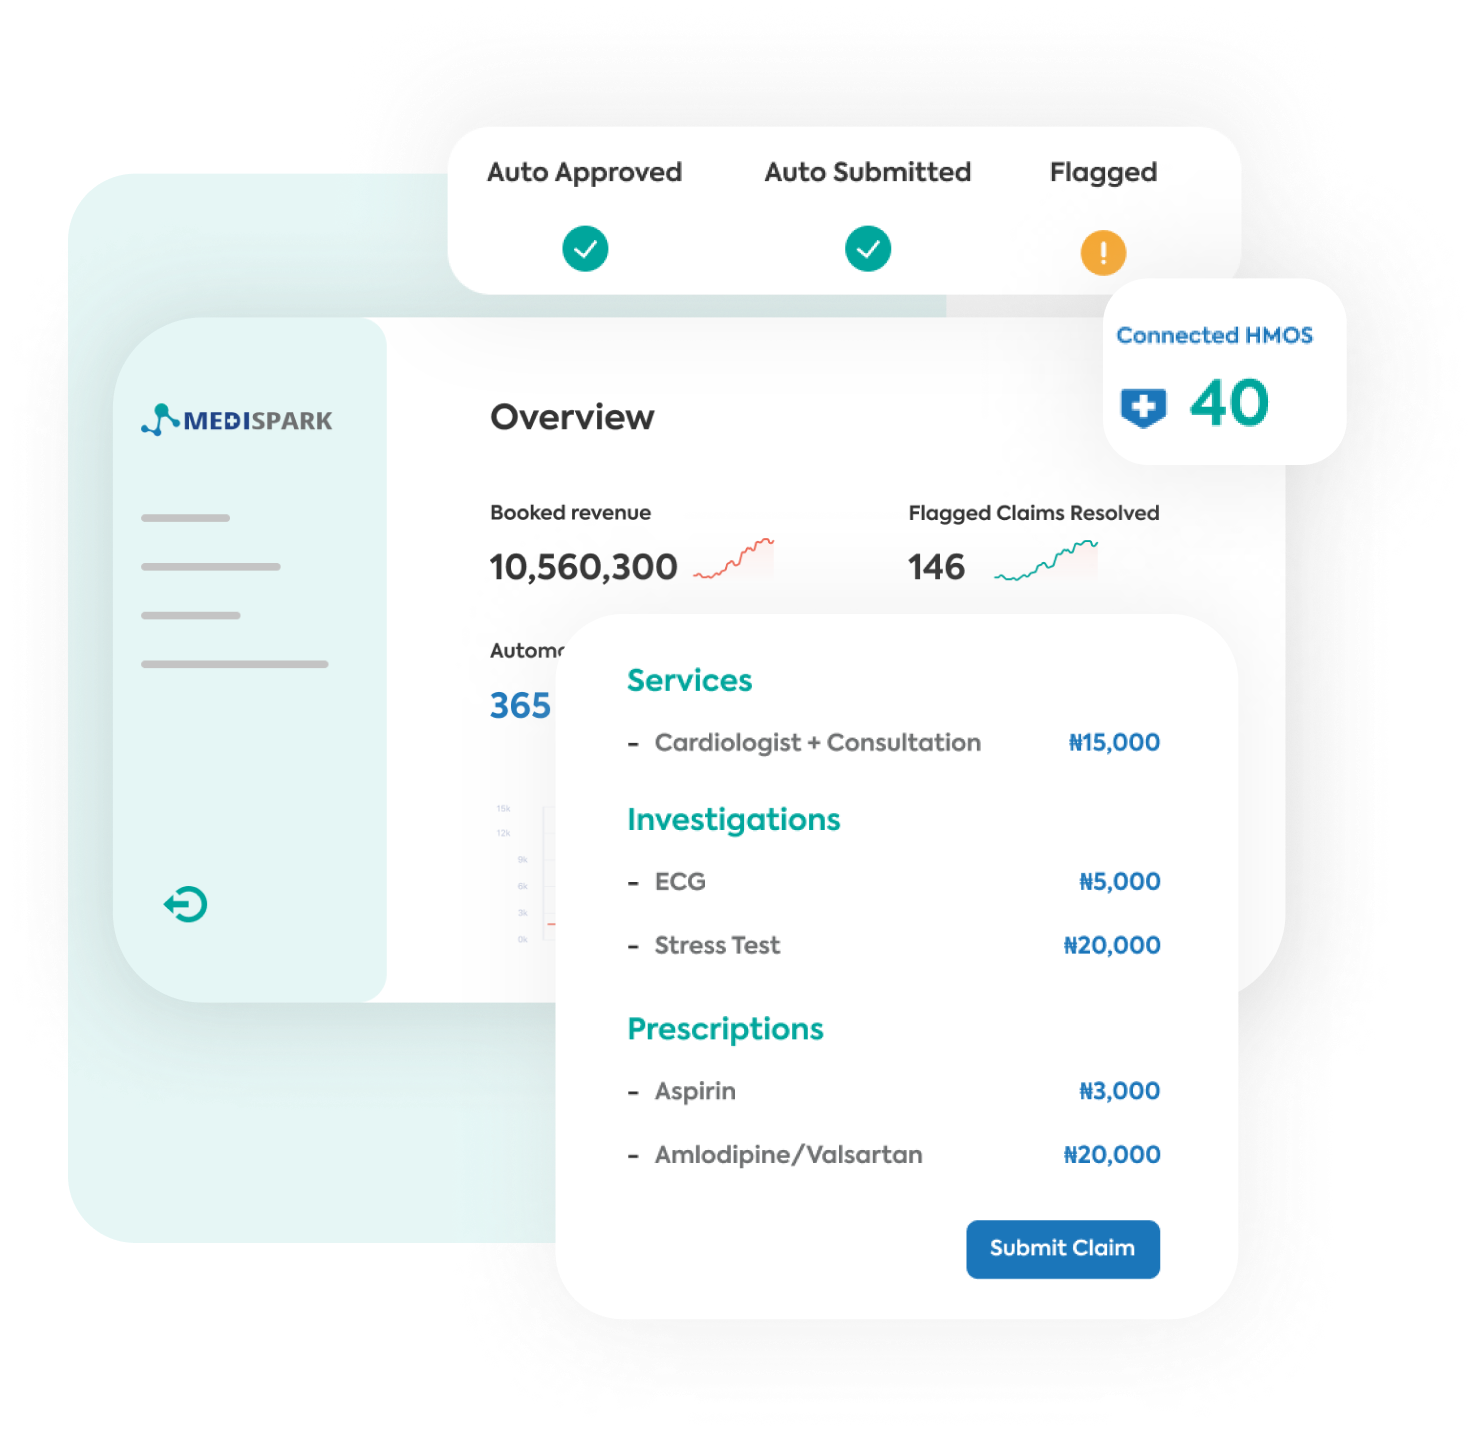 Auto Approved Auto Submitted Flagged
Connected HMOS
40
MEDISPARK
Overview
Booked revenue Flagged Claims Resolved
10,560,300 146
365
Services
- Cardiologist + Consultation ₦15,000
Investigations
- ECG ₦5,000
- Stress Test ₦20,000
Prescriptions
- Aspirin ₦3,000
- Amlodipine/Valsartan ₦20,000
Submit Claim
15k
12k
9k
6k
3k
0k